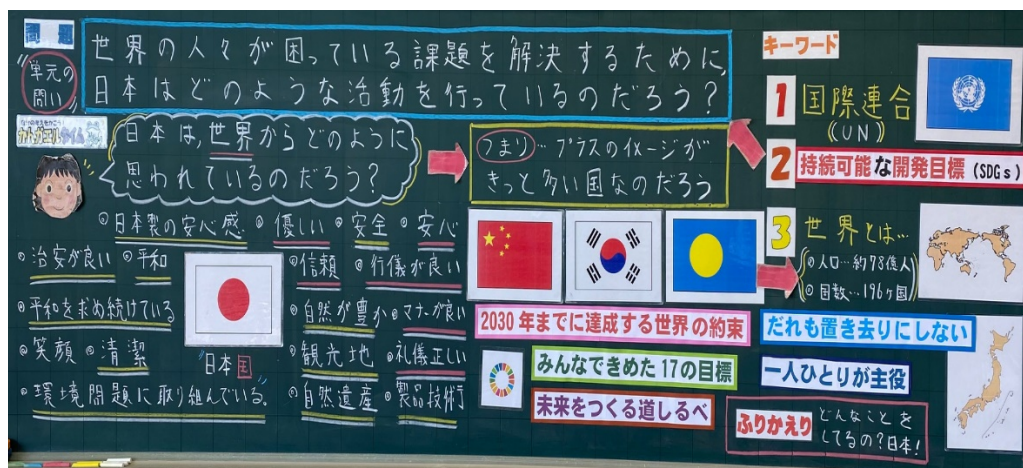 問題
単元の
問い
世界の人々が困っている課題を解決するために、
日本はどのような活動を行っているのだろう？
カンガエルタイム
日本は、世界からどのように
思われているのだろう？
つまり…プラスのイメージが
きっと多い国なのだろう
日本製の安心感 優しい 安全 安心
治安が良い 平和
信頼 行儀が良い
平和を求め続けている
自然が豊か マナーが良い
笑顔 清潔
日本国
観光地 礼儀正しい
環境問題に取り組んでいる。
自然遺産 製品技術
キーワード
1 国際連合
(UN)
2 持続可能な開発目標(SDGs)
3 世界とは…
人口…約78億人
国数…196ヶ国
2030年までに達成する世界の約束
だれも置き去りにしない
みんなできめた17の目標
一人ひとりが主役
未来をつくる道しるべ
ふりかえり
どんなことを
してるの？日本！